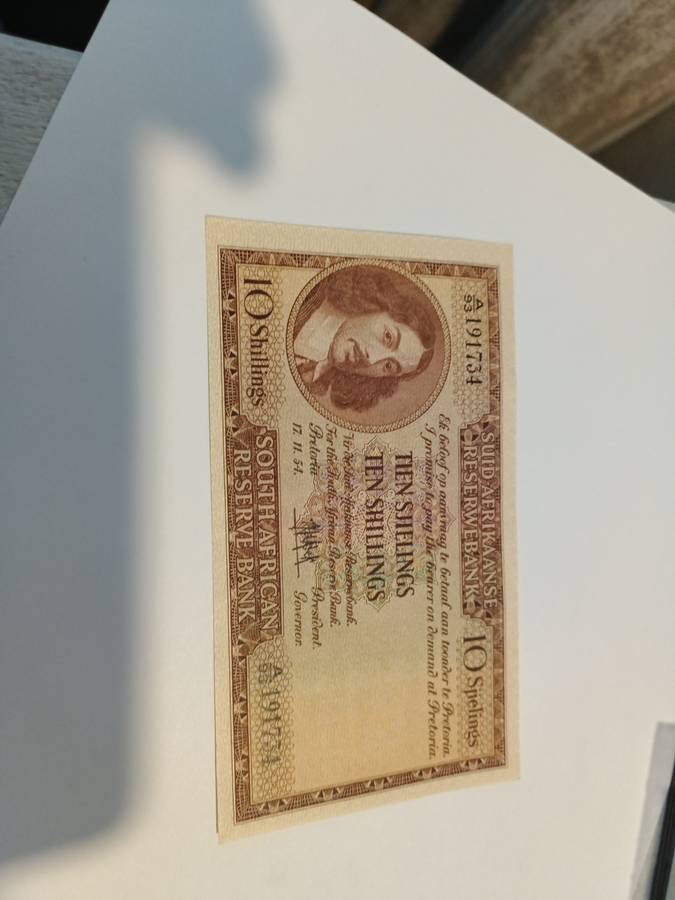 SUID-AFRIKAANSE
RESERWEBANK
A/93 191734
10 Sjielings
Ek beloof op aanvraag te betaal aan toonder te Pretoria.
I promise to pay the bearer on demand at Pretoria.
TIEN SJIELINGS
TEN SHILLINGS
Vir die Suid-Afrikaanse Reserwebank.
For the South African Reserve Bank.
Pretoria President.
17. 11. 54. Governor.
10 Shillings
A/93 191734
SOUTH AFRICAN
RESERVE BANK